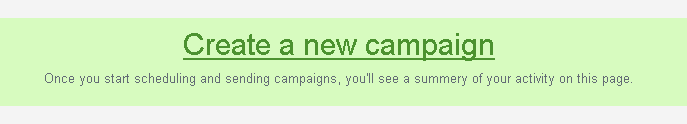 Create a new campaign
Once you start scheduling and sending campaigns, you'll see a summery of your activity on this page.